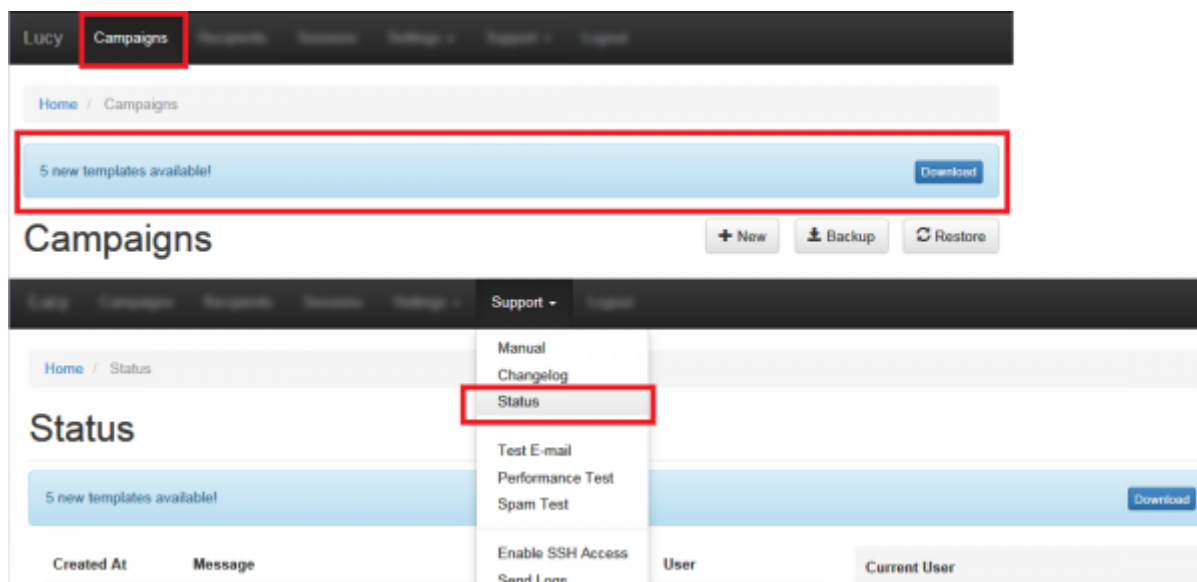 Lucy Campaigns
Home / Campaigns
5 new templates available! Download
Campaigns
New Backup Restore
Support
Home / Status
Manual
Changelog
Status
Status
Test E-mail
Performance Test
Spam Test
5 new templates available! Download
Enable SSH Access
Send Logs
Created At Message User Current User